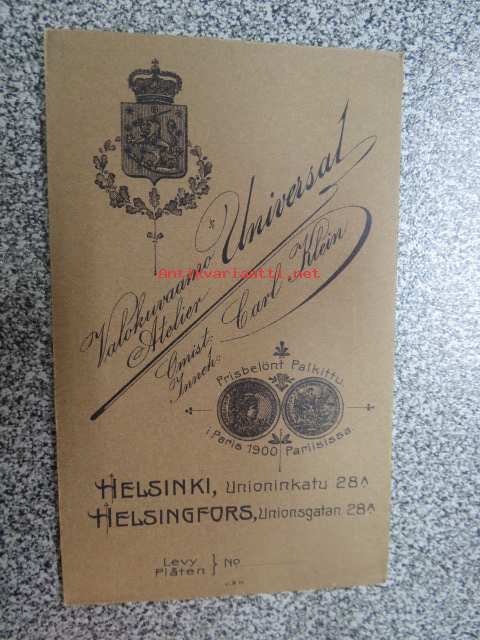 Valokuvaamo Universal
Atelier
Omist. Carl Klein
Inneh.
Antikvariantti.net
Prisbelönt Palkittu
i Paris 1900 Pariisissa
HELSINKI, Unioninkatu 28A
HELSINGFORS, Unionsgatan 28A
Levy } No
Plåten